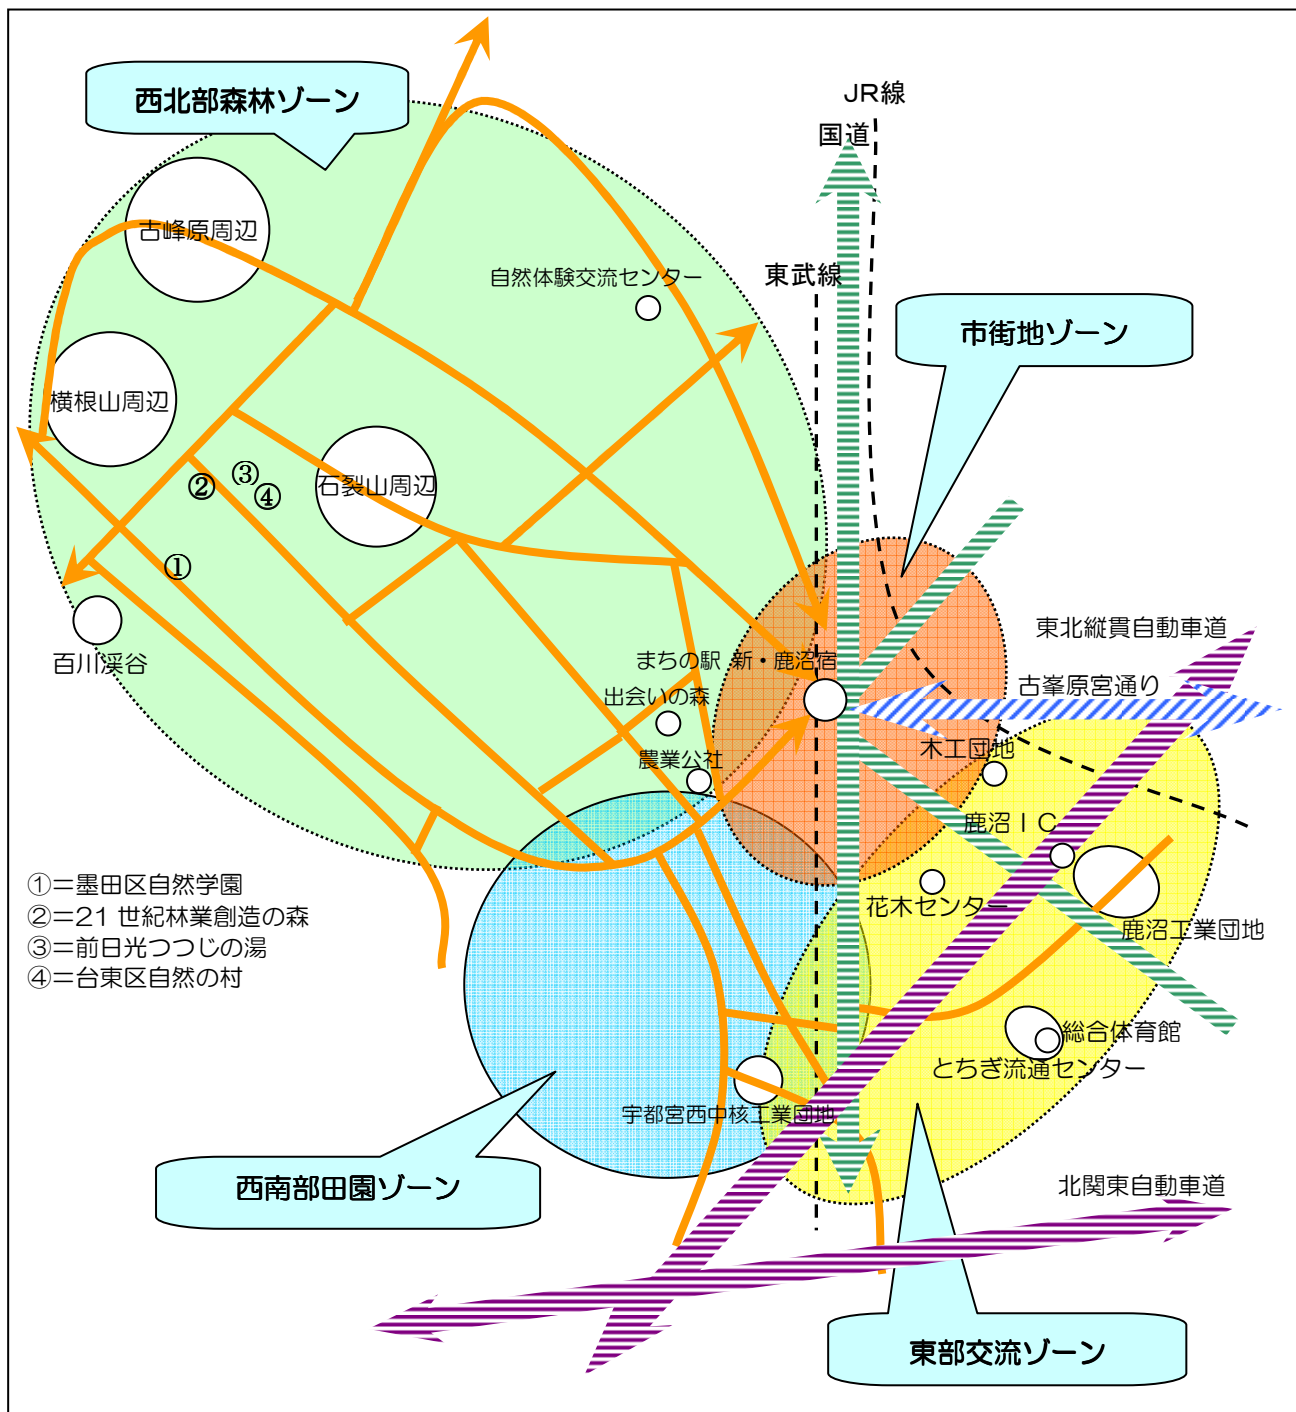 西北部森林ゾーン
JR線
国道
古峰原周辺
自然体験交流センター
東武線
市街地ゾーン
横根山周辺
③
②
④
石裂山周辺
①
東北縦貫自動車道
百川渓谷
まちの駅 新・鹿沼宿
古峯原宮通り
出会いの森
木工団地
農業公社
鹿沼IC
①=墨田区自然学園
②=21世紀林業創造の森
③=前日光つつじの湯
④=台東区自然の村
花木センター
鹿沼工業団地
総合体育館
とちぎ流通センター
宇都宮西中核工業団地
西南部田園ゾーン
北関東自動車道
東部交流ゾーン